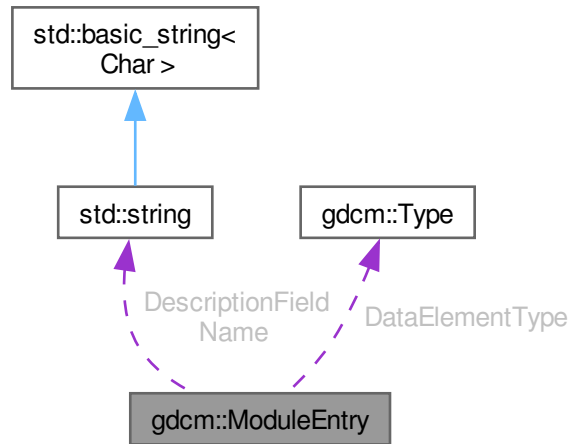 std::basic_string<
Char >
std::string
gdcm::Type
DescriptionField
Name
DataElementType
gdcm::ModuleEntry